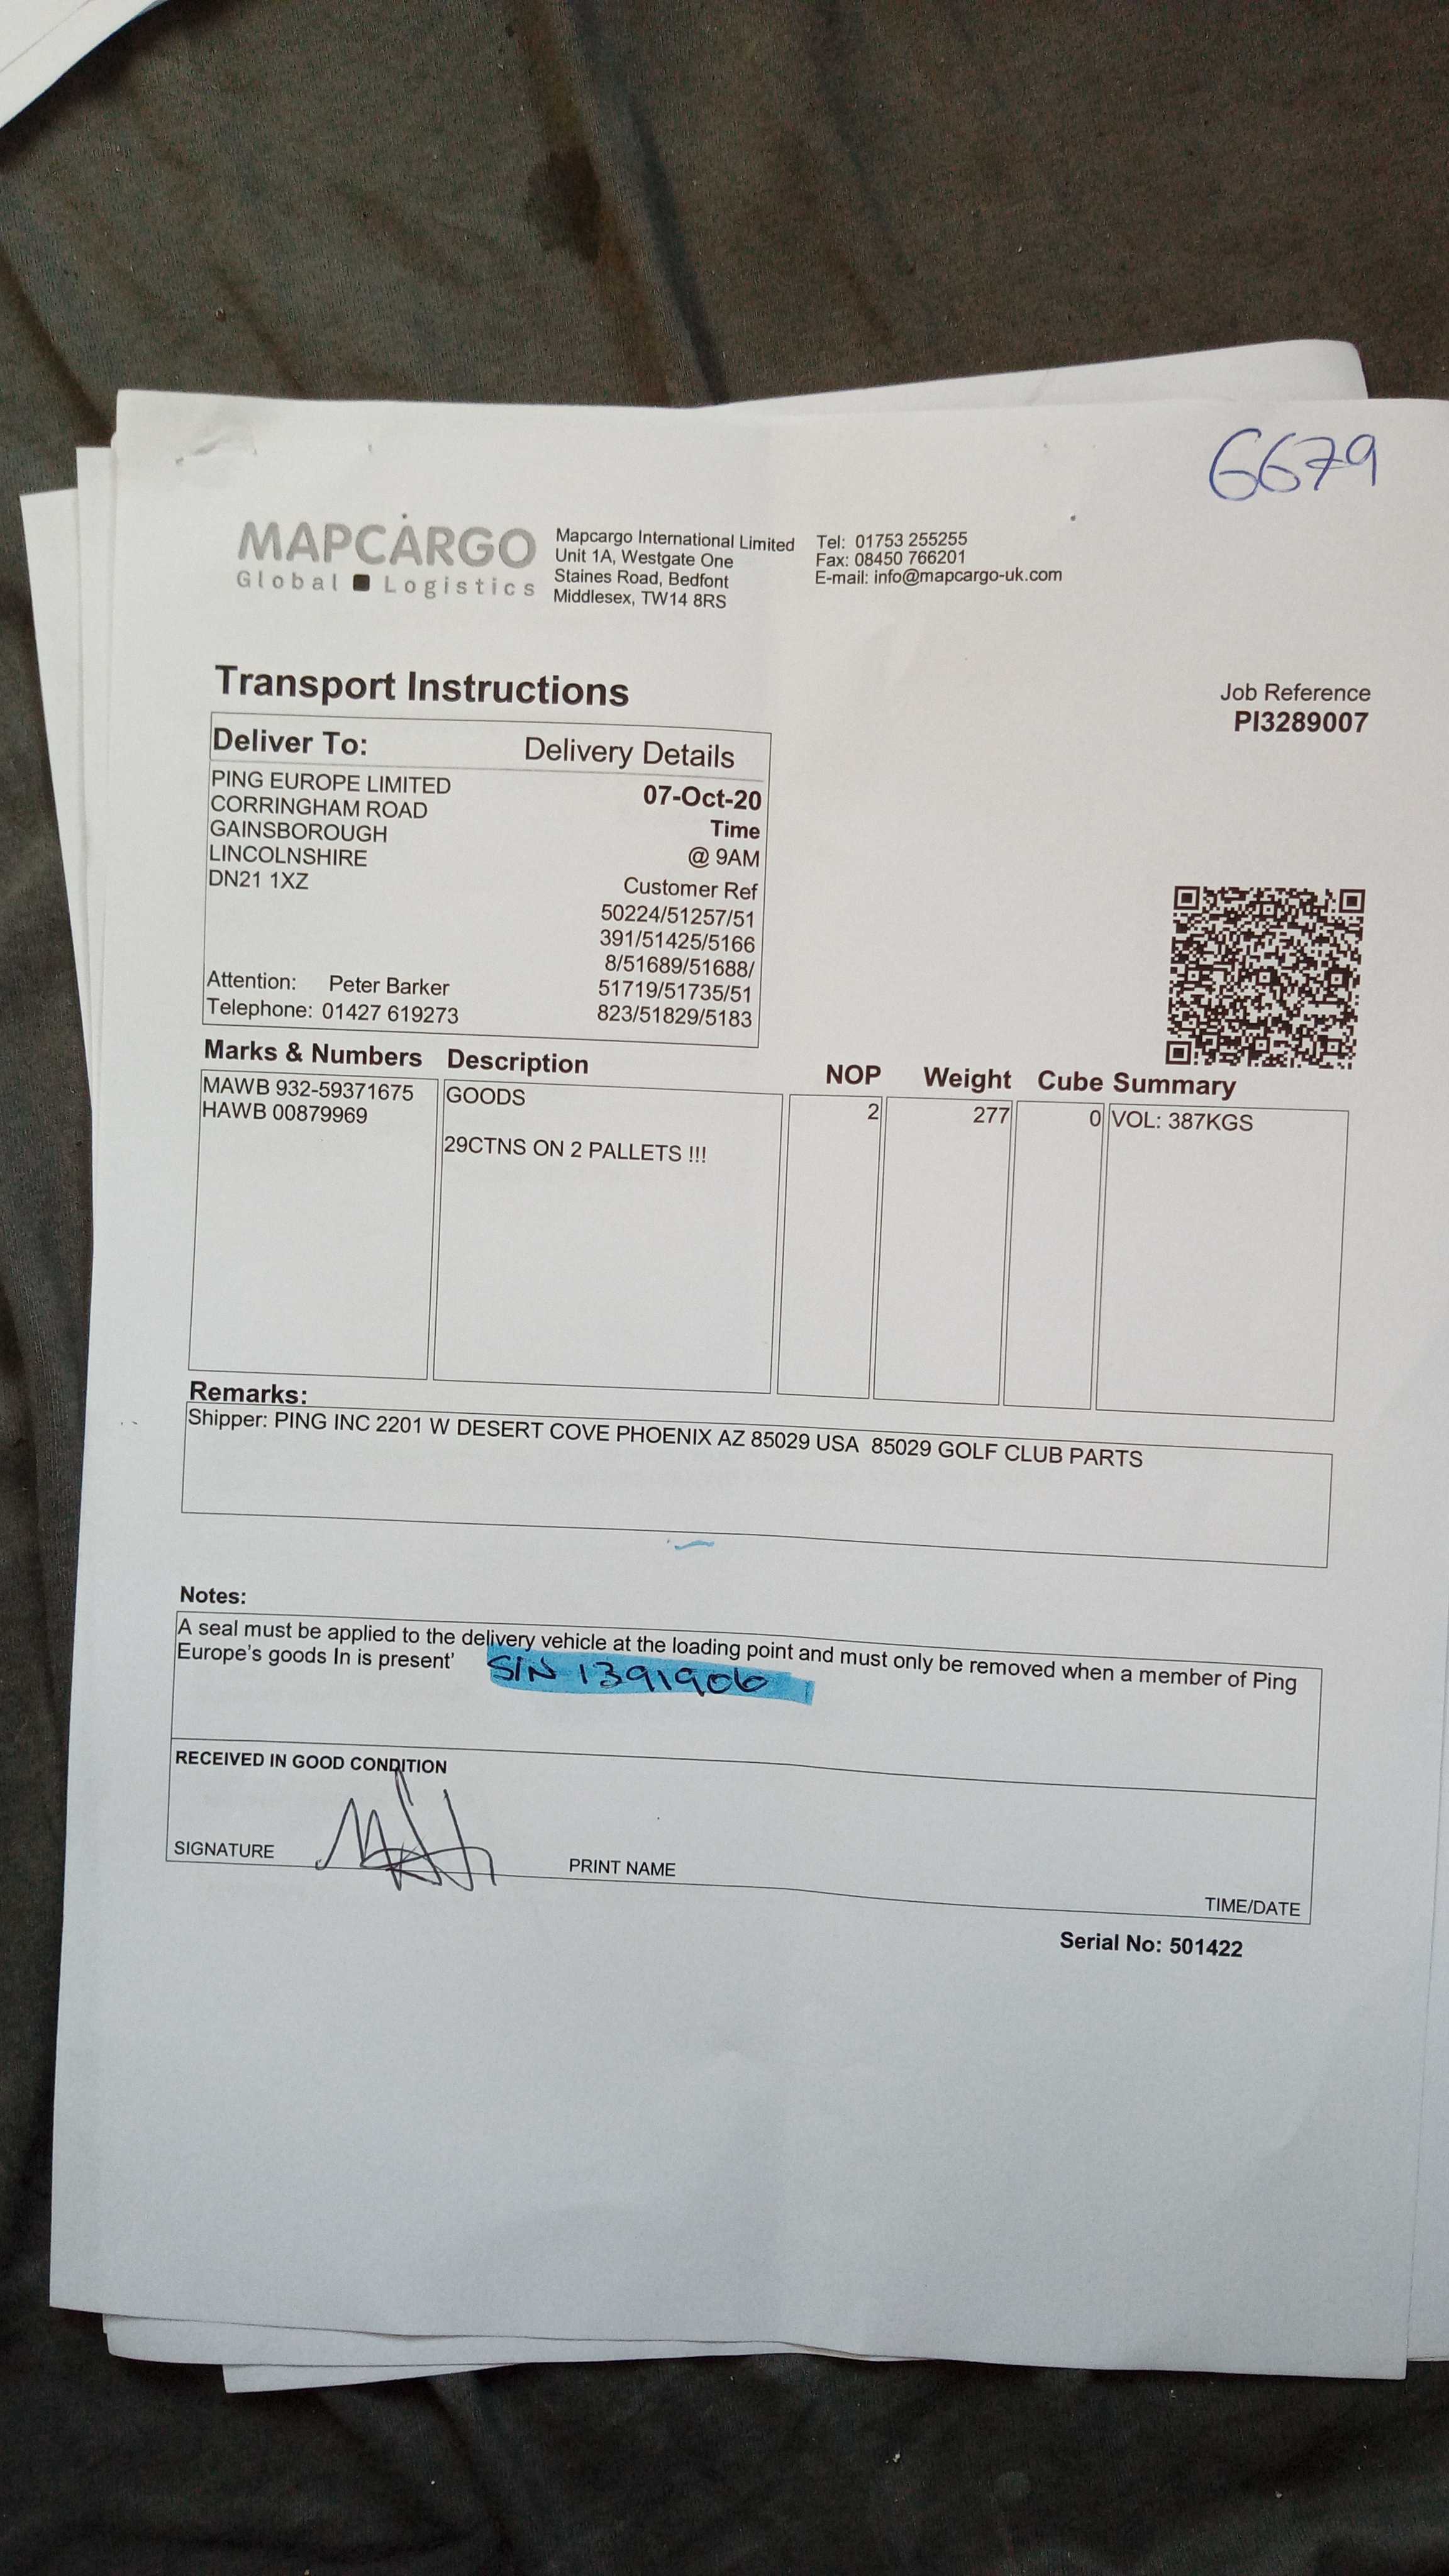 6679
MAPCARGO
Global Logistics
Mapcargo International Limited
Unit 1A, Westgate One
Staines Road, Bedfont
Middlesex, TW14 8RS
Tel: 01753 255255
Fax: 08450 766201
E-mail: info@mapcargo-uk.com
Transport Instructions
Job Reference
PI3289007
Deliver To:
PING EUROPE LIMITED
CORRINGHAM ROAD
GAINSBOROUGH
LINCOLNSHIRE
DN21 1XZ
Attention: Peter Barker
Telephone: 01427 619273
Delivery Details
07-Oct-20
Time
@ 9AM
Customer Ref
50224/51257/51
391/51425/5166
8/51689/51688/
51719/51735/51
823/51829/5183
Marks & Numbers Description NOP Weight Cube Summary
MAWB 932-59371675 GOODS 2 277 0 VOL: 387KGS
HAWB 00879969
29CTNS ON 2 PALLETS !!!
Remarks:
Shipper: PING INC 2201 W DESERT COVE PHOENIX AZ 85029 USA 85029 GOLF CLUB PARTS
Notes:
A seal must be applied to the delivery vehicle at the loading point and must only be removed when a member of Ping
Europe's goods In is present' S/N 1391906
RECEIVED IN GOOD CONDITION
SIGNATURE PRINT NAME TIME/DATE
Serial No: 501422